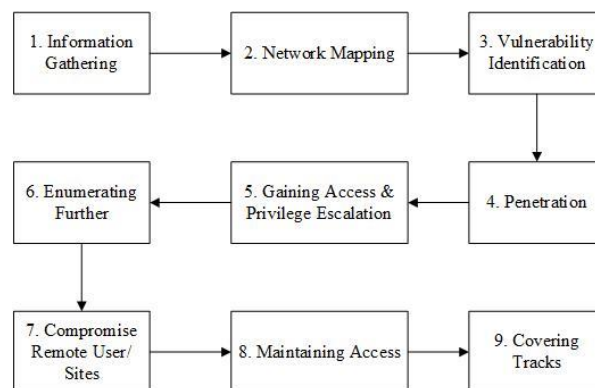 1. Information
Gathering
2. Network Mapping
3. Vulnerability
Identification
6. Enumerating
Further
5. Gaining Access &
Privilege Escalation
4. Penetration
7. Compromise
Remote User/
Sites
8. Maintaining Access
9. Covering
Tracks